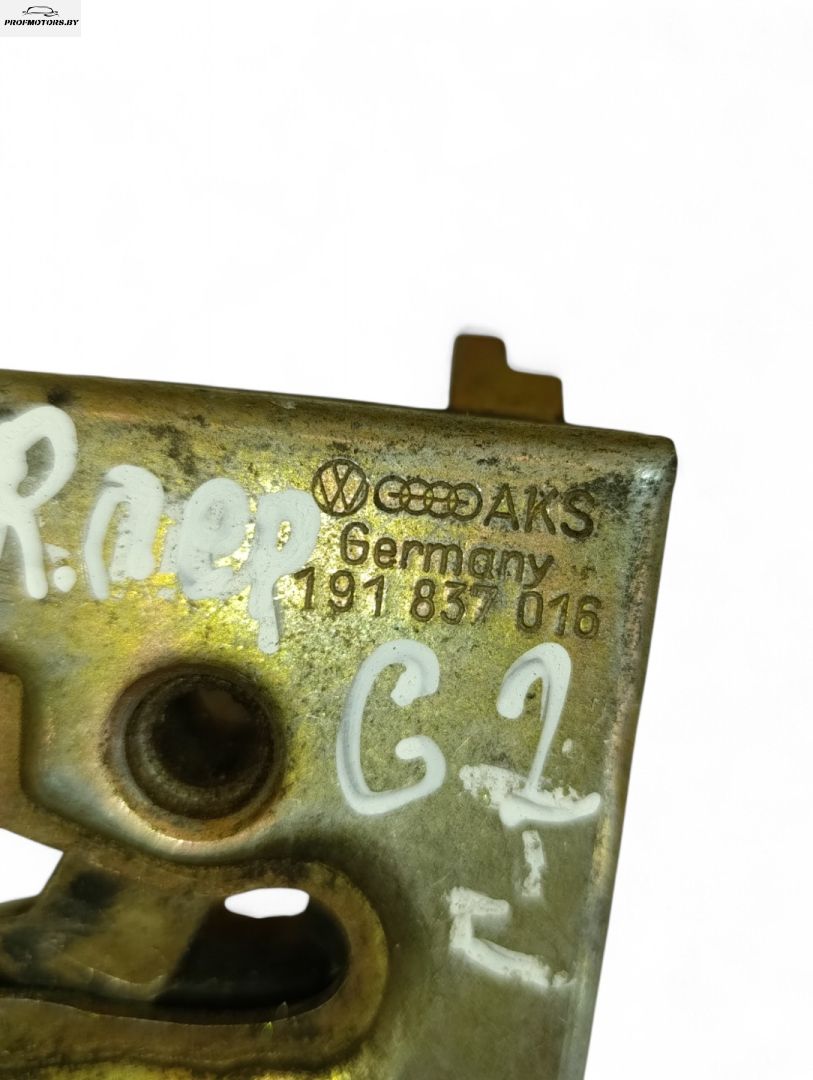 PROFMOTORS.BY
AKS
Germany
191 837 016
R.пер
G2